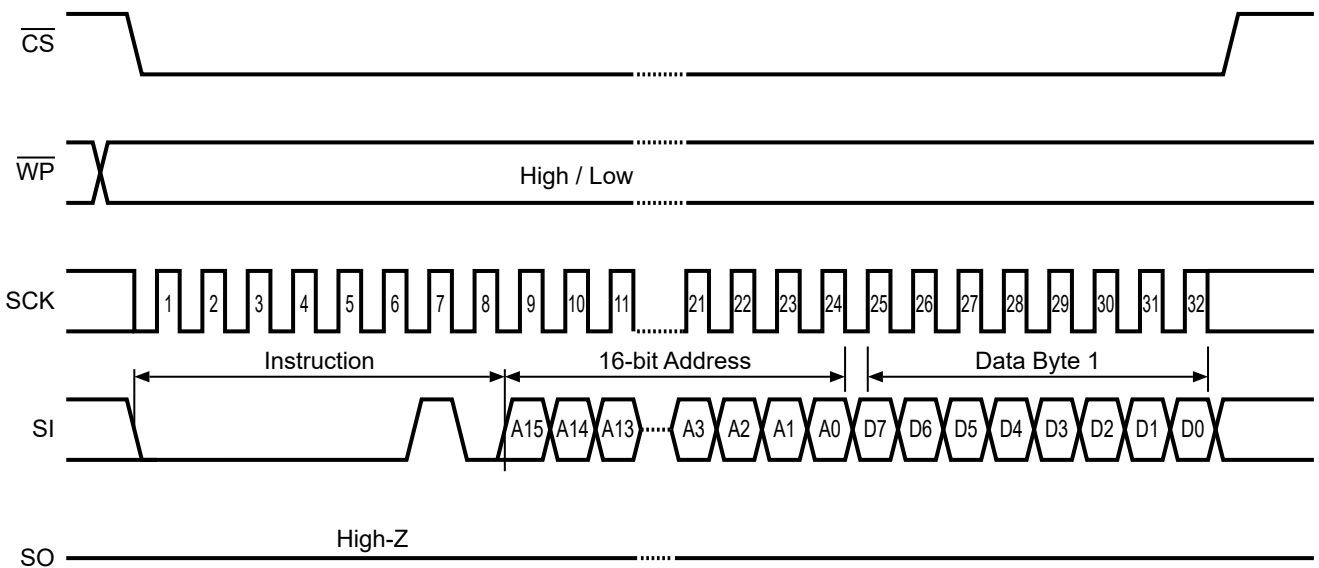 CS
WP
High / Low
SCK
1 2 3 4 5 6 7 8 9 10 11 21 22 23 24 25 26 27 28 29 30 31 32
Instruction 16-bit Address Data Byte 1
SI
A15 A14 A13 A3 A2 A1 A0 D7 D6 D5 D4 D3 D2 D1 D0
High-Z
SO